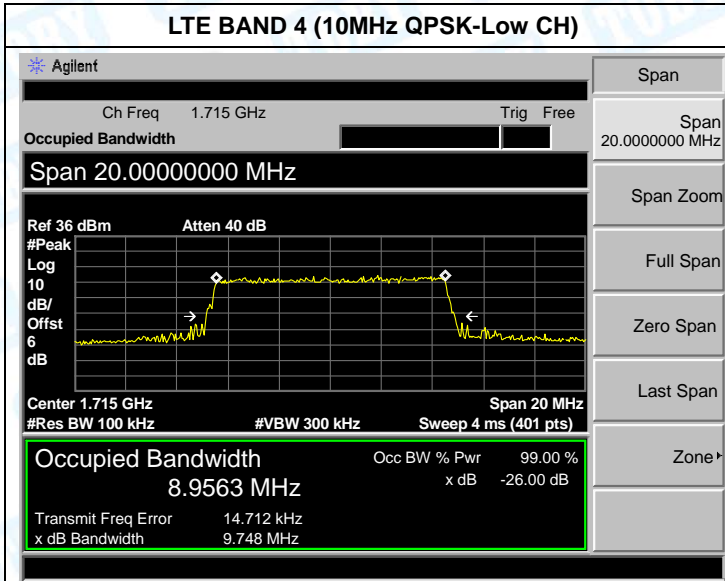 LTE BAND 4 (10MHz QPSK-Low CH)
Agilent
Span
Ch Freq 1.715 GHz Trig Free
Occupied Bandwidth
Span
20.0000000 MHz
Span 20.00000000 MHz
Span Zoom
Ref 36 dBm Atten 40 dB
#Peak
Log
10
dB/
Offst
6
dB
Full Span
Zero Span
Last Span
Center 1.715 GHz Span 20 MHz
#Res BW 100 kHz #VBW 300 kHz Sweep 4 ms (401 pts)
Occupied Bandwidth Occ BW % Pwr 99.00 %
8.9563 MHz x dB -26.00 dB
Zone
Transmit Freq Error 14.712 kHz
x dB Bandwidth 9.748 MHz